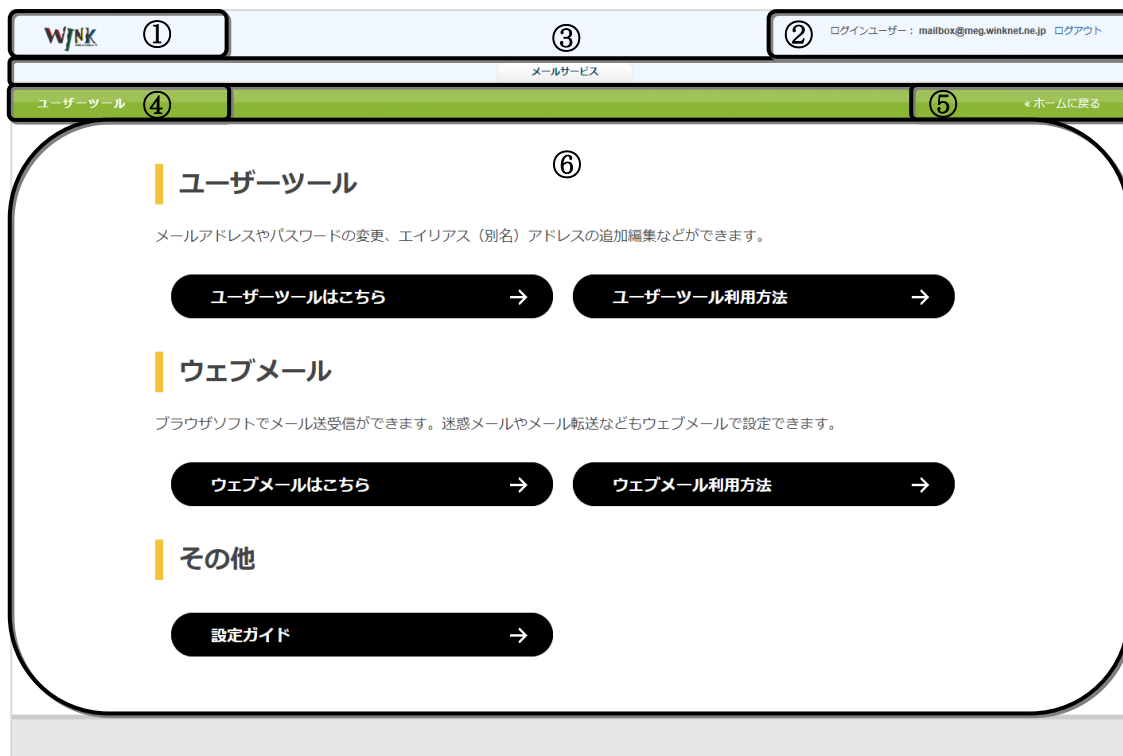 WINK ①
③
② ログインユーザー： mailbox@meg.winknet.ne.jp ログアウト
メールサービス
ユーザーツール ④
⑤ «ホームに戻る
⑥
ユーザーツール
メールアドレスやパスワードの変更、エイリアス（別名）アドレスの追加編集などができます。
ユーザーツールはこちら →
ユーザーツール利用方法 →
ウェブメール
ブラウザソフトでメール送受信ができます。迷惑メールやメール転送などもウェブメールで設定できます。
ウェブメールはこちら →
ウェブメール利用方法 →
その他
設定ガイド →